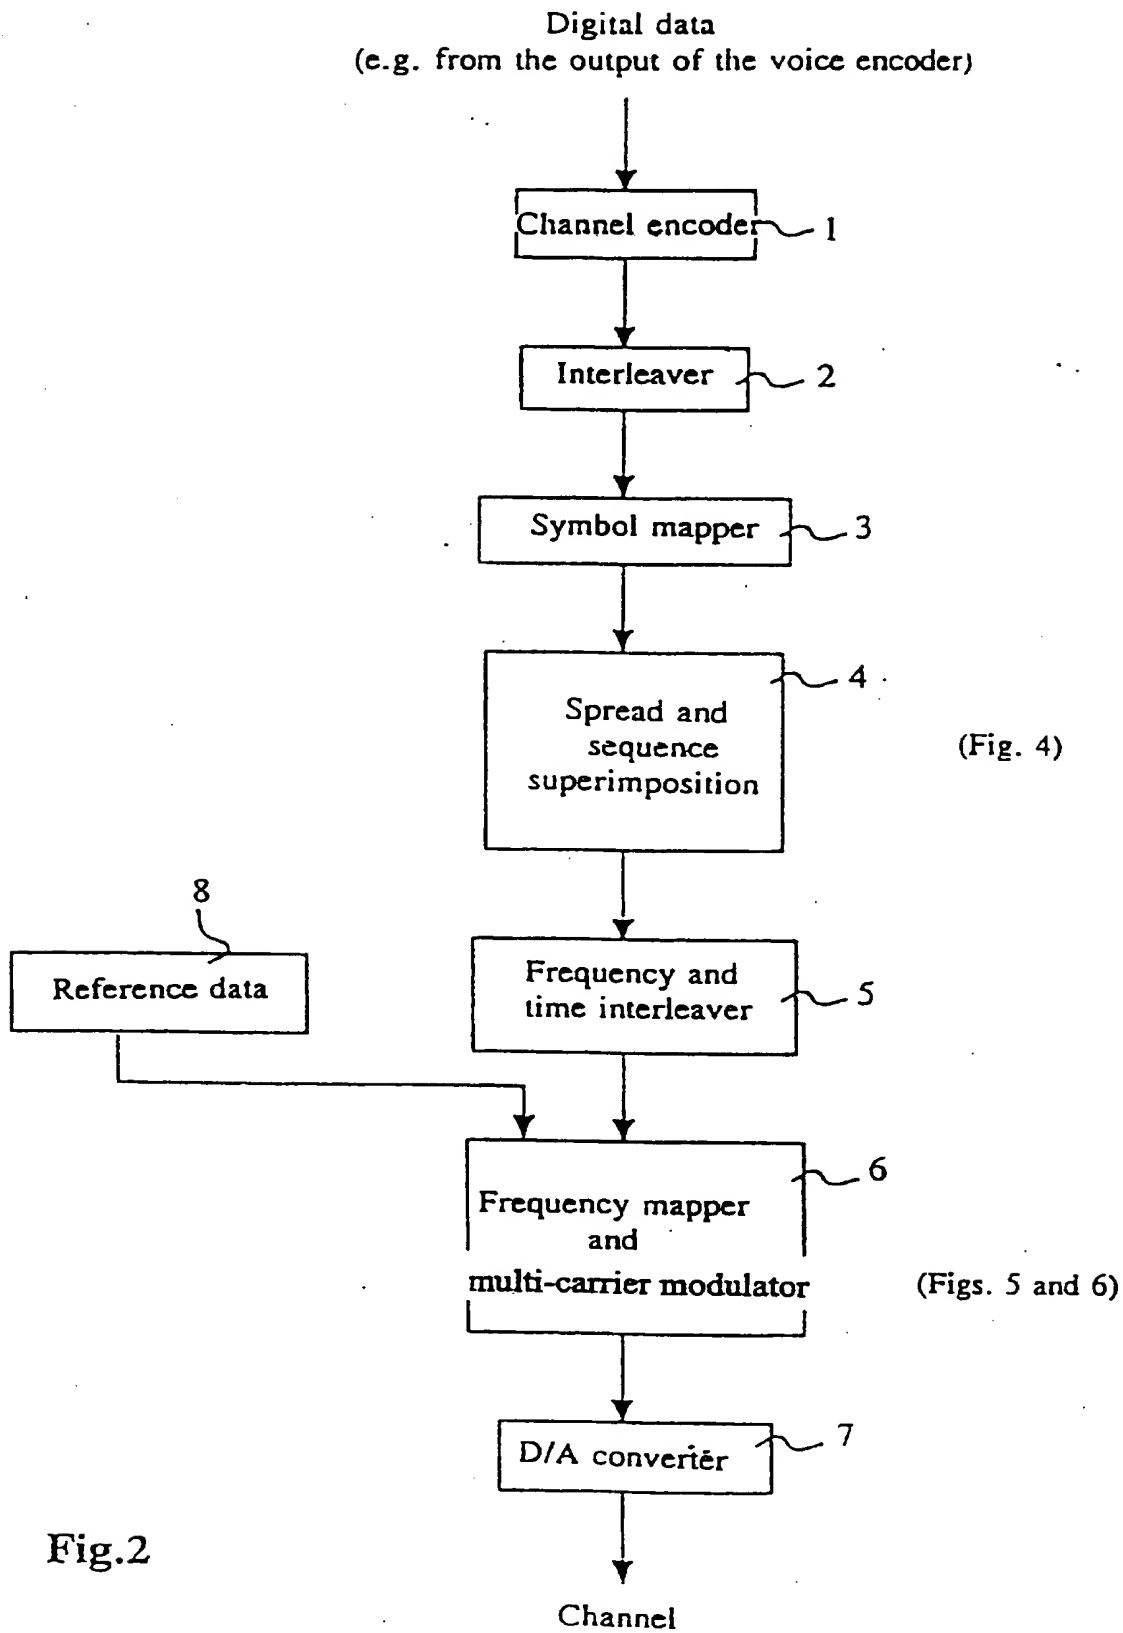 Digital data
(e.g. from the output of the voice encoder)
Channel encoder
1
Interleaver
2
Symbol mapper
3
4
Spread and
sequence
superimposition
(Fig. 4)
8
Reference data
Frequency and
time interleaver
5
6
Frequency mapper
and
multi-carrier modulator
(Figs. 5 and 6)
D/A converter
7
Fig.2
Channel